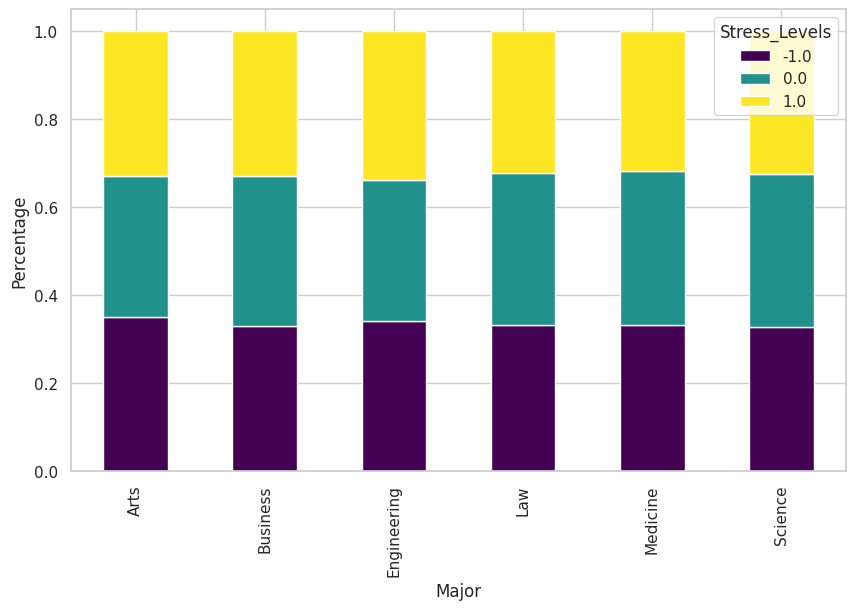 Stress_Levels
-1.0
0.0
1.0
Percentage
1.0
0.8
0.6
0.4
0.2
0.0
Arts
Business
Engineering
Law
Medicine
Science
Major